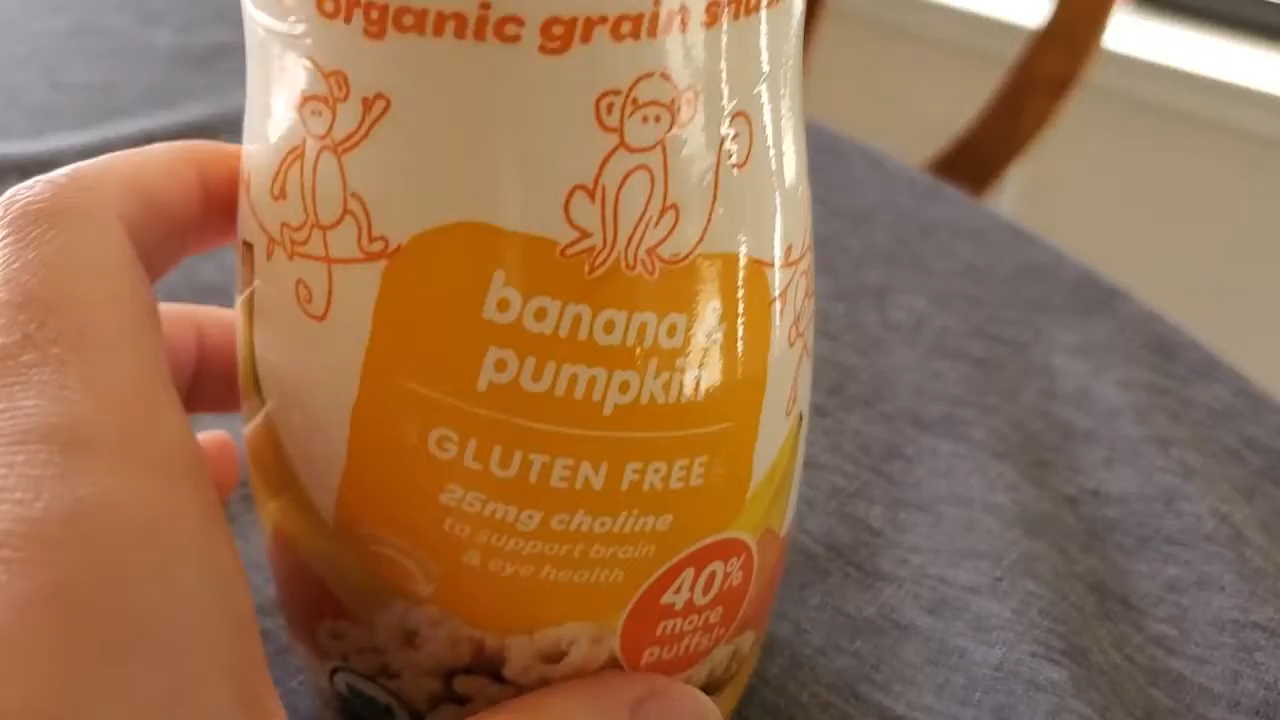 organic grain
banana
pumpkin
GLUTEN FREE
25mg choline
to support brain
& eye health
40%
more
puffs!*